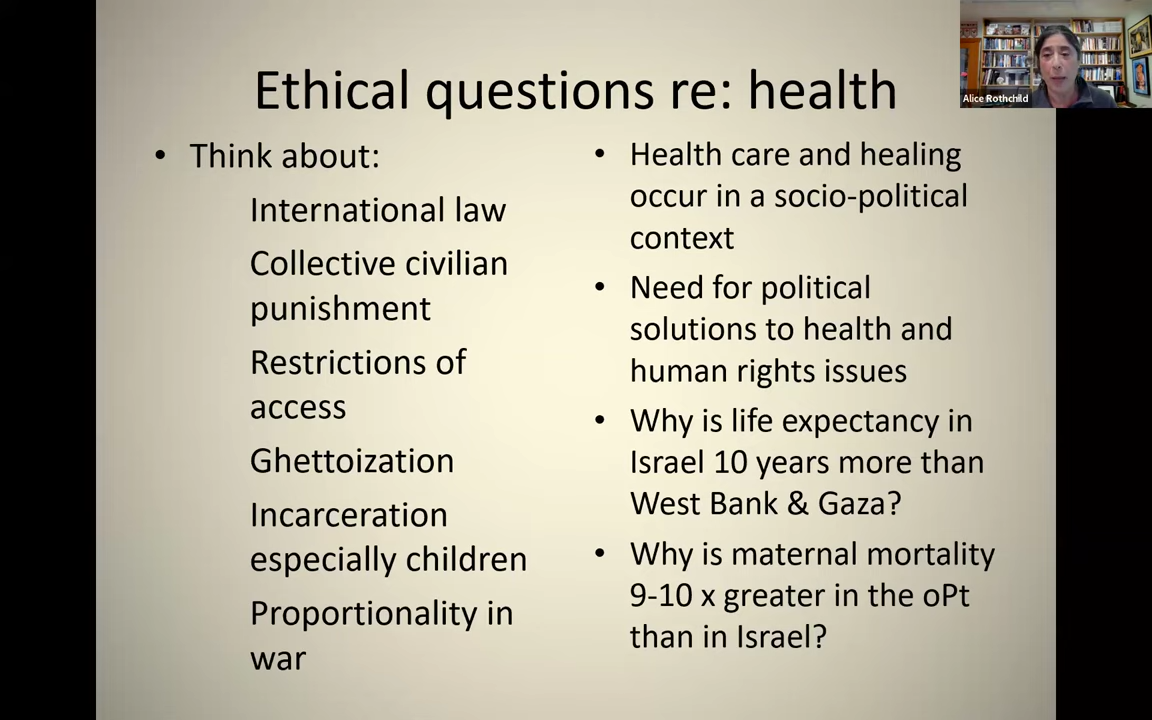 Ethical questions re: health
• Think about:
International law
Collective civilian
punishment
Restrictions of
access
Ghettoization
Incarceration
especially children
Proportionality in
war
• Health care and healing
occur in a socio-political
context
• Need for political
solutions to health and
human rights issues
• Why is life expectancy in
Israel 10 years more than
West Bank & Gaza?
• Why is maternal mortality
9-10 x greater in the oPt
than in Israel?
Alice Rothchild